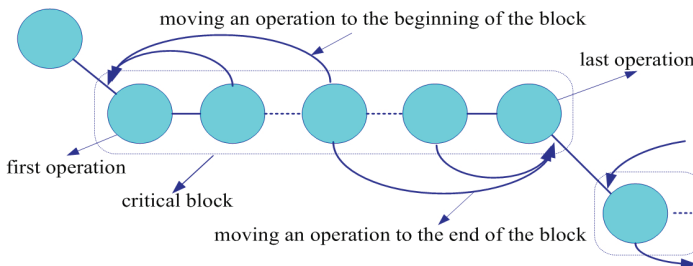 moving an operation to the beginning of the block
last operation
first operation
critical block
moving an operation to the end of the block